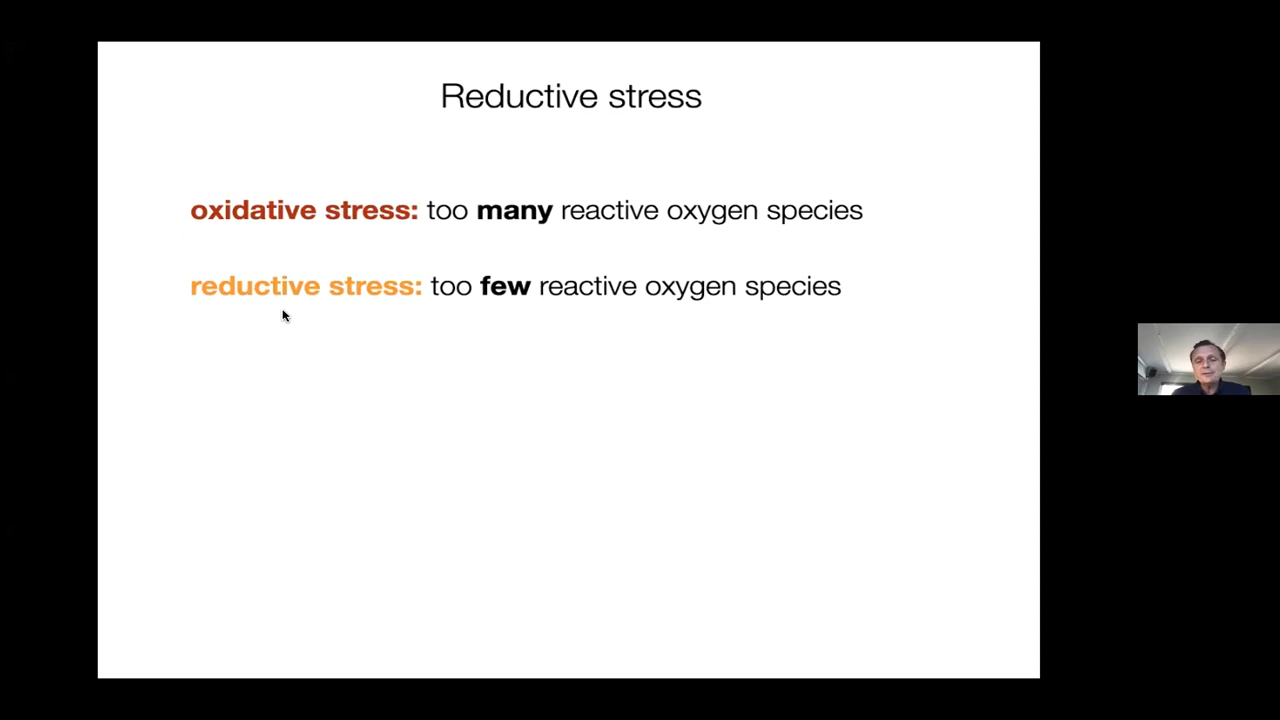 Reductive stress
oxidative stress: too many reactive oxygen species
reductive stress: too few reactive oxygen species